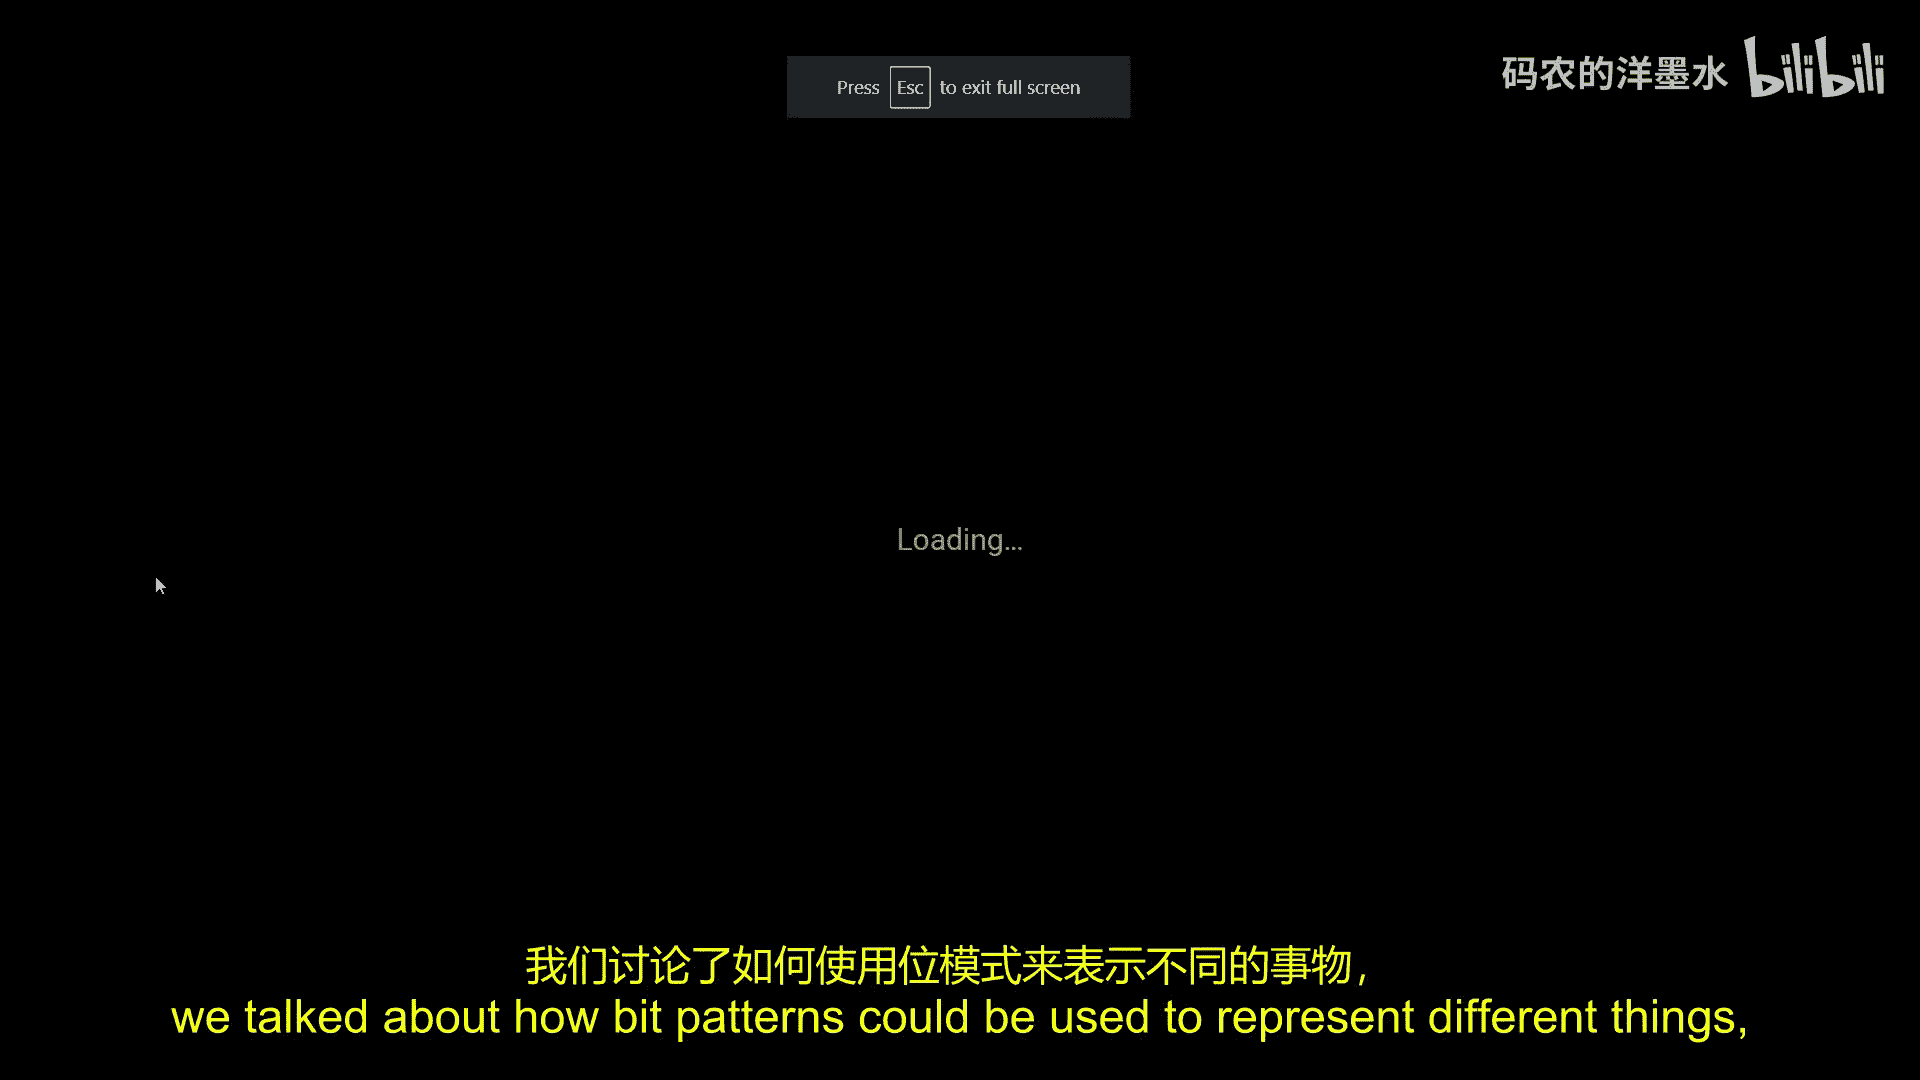 码农的洋墨水 bilibili
Press Esc to exit full screen
Loading...
我们讨论了如何使用位模式来表示不同的事物，
we talked about how bit patterns could be used to represent different things,